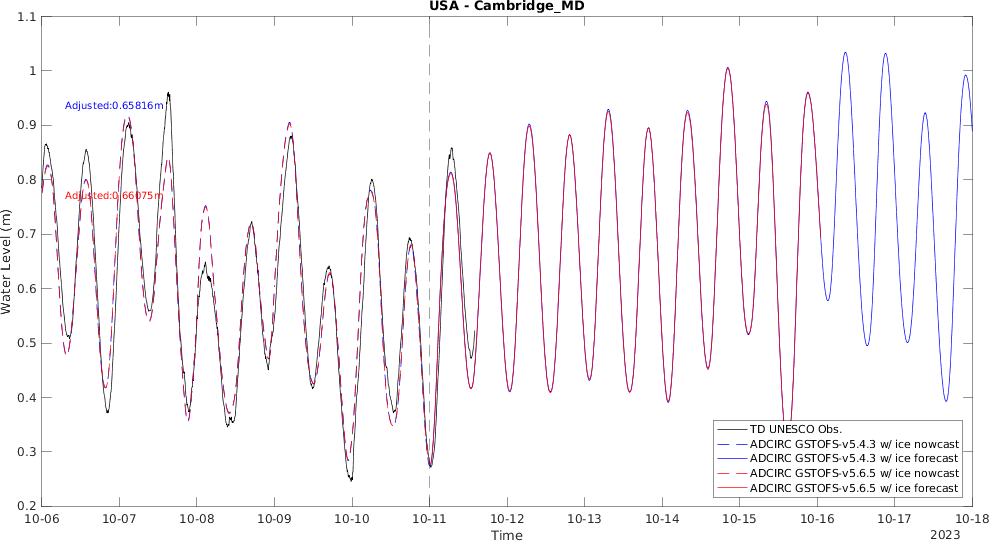 USA - Cambridge_MD
1.1
1
0.9
0.8
0.7
0.6
0.5
0.4
0.3
0.2
Water Level (m)
Adjusted:0.65816m
Adjusted:0.66075m
TD UNESCO Obs.
ADCIRC GSTOFS-v5.4.3 w/ ice nowcast
ADCIRC GSTOFS-v5.4.3 w/ ice forecast
ADCIRC GSTOFS-v5.6.5 w/ ice nowcast
ADCIRC GSTOFS-v5.6.5 w/ ice forecast
10-06 10-07 10-08 10-09 10-10 10-11 10-12 10-13 10-14 10-15 10-16 10-17 10-18
Time
2023